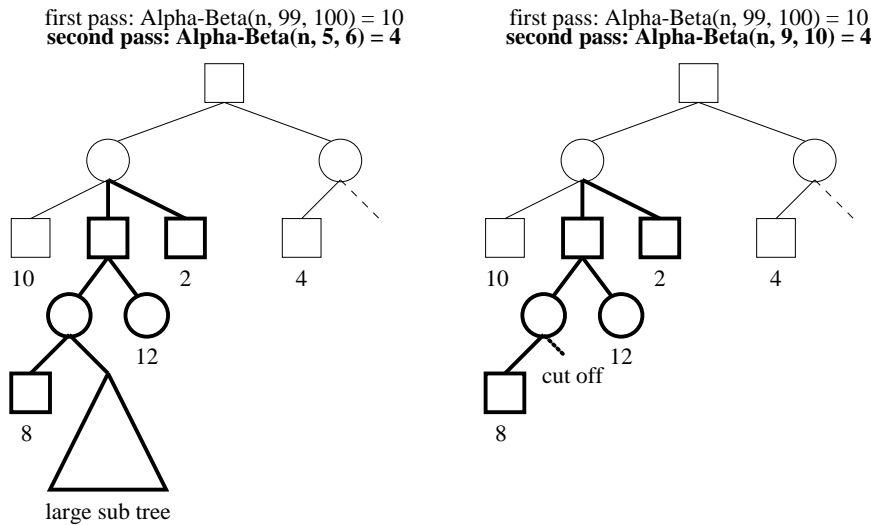 first pass: Alpha-Beta(n, 99, 100) = 10
second pass: Alpha-Beta(n, 5, 6) = 4
10
2
4
12
8
large sub tree
first pass: Alpha-Beta(n, 99, 100) = 10
second pass: Alpha-Beta(n, 9, 10) = 4
10
2
4
12
cut off
8